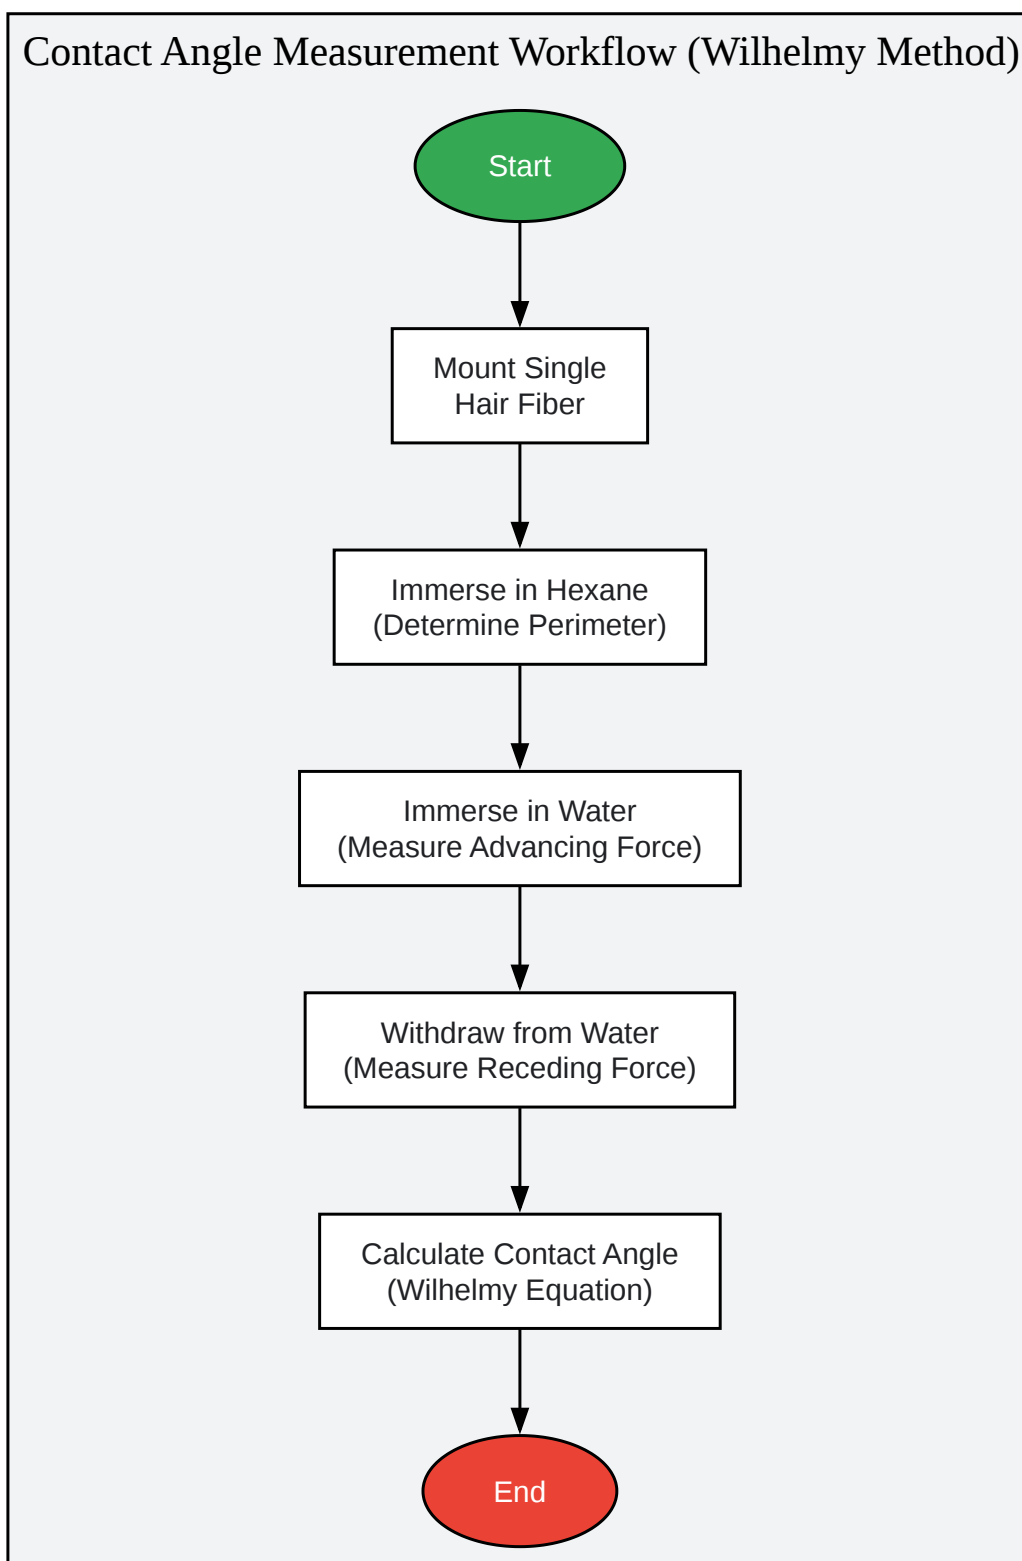 Contact Angle Measurement Workflow (Wilhelmy Method)
Start
Mount Single
Hair Fiber
Immerse in Hexane
(Determine Perimeter)
Immerse in Water
(Measure Advancing Force)
Withdraw from Water
(Measure Receding Force)
Calculate Contact Angle
(Wilhelmy Equation)
End